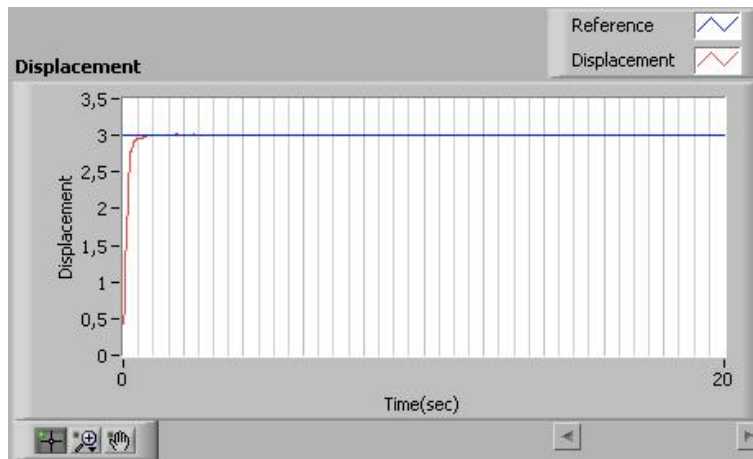 Reference
Displacement
Displacement
3,5
3
2,5
2
1,5
1
0,5
0
Displacement
0
20
Time(sec)